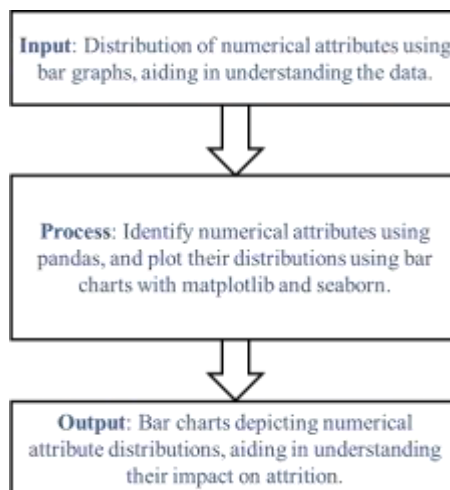 Input: Distribution of numerical attributes using
bar graphs, aiding in understanding the data.
Process: Identify numerical attributes using
pandas, and plot their distributions using bar
charts with matplotlib and seaborn.
Output: Bar charts depicting numerical
attribute distributions, aiding in understanding
their impact on attrition.